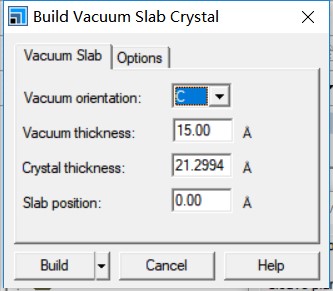 Build Vacuum Slab Crystal
Vacuum Slab Options
Vacuum orientation: C
Vacuum thickness: 15.00 Å
Crystal thickness: 21.2994 Å
Slab position: 0.00 Å
Build Cancel Help